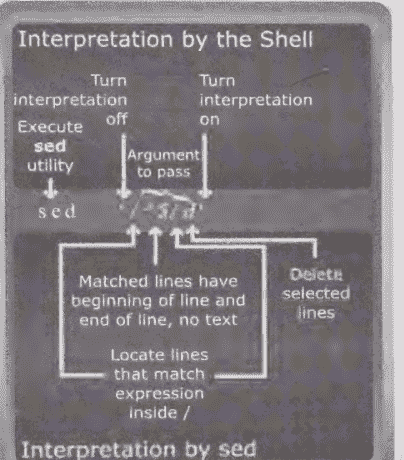 Interpretation by the Shell
Turn
interpretation
off
Turn
interpretation
on
Execute
sed
utility
Argument
to pass
sed '/^$/d'
Matched lines have
beginning of line and
end of line, no text
Delete
selected
lines
Locate lines
that match
expression
inside /
Interpretation by sed